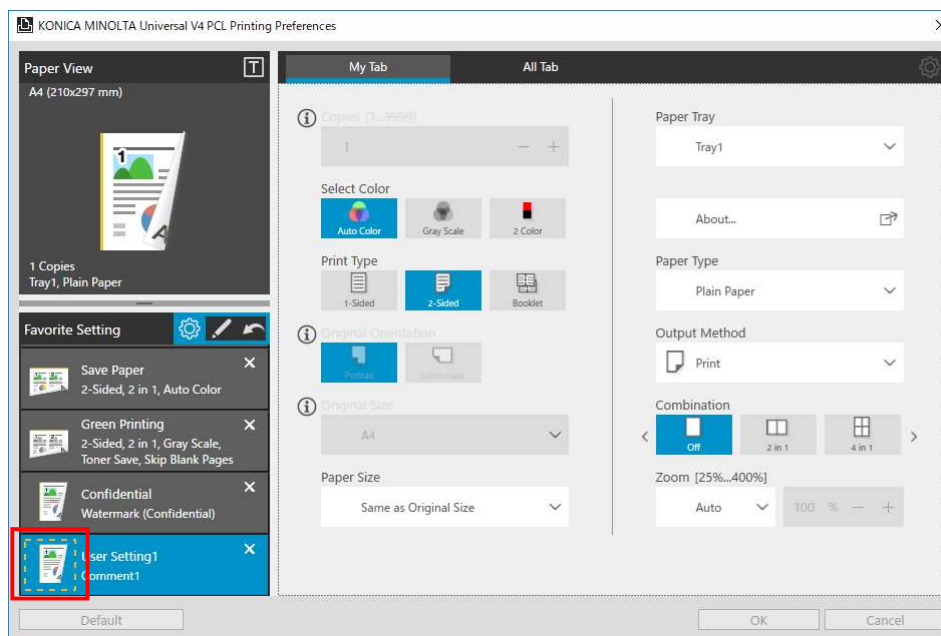 KONICA MINOLTA Universal V4 PCL Printing Preferences
Paper View
T
A4 (210x297 mm)
1
1 Copies
Tray1, Plain Paper
Favorite Setting
Save Paper
2-Sided, 2 in 1, Auto Color
Green Printing
2-Sided, 2 in 1, Gray Scale,
Toner Save, Skip Blank Pages
Confidential
Watermark (Confidential)
User Setting1
Comment1
My Tab
All Tab
Copies [1...9999]
1
Select Color
Auto Color
Gray Scale
2 Color
Print Type
1-Sided
2-Sided
Booklet
Original Orientation
Portrait
Landscape
Original Size
A4
Paper Size
Same as Original Size
Paper Tray
Tray1
About...
Paper Type
Plain Paper
Output Method
Print
Combination
Off
2 in 1
4 in 1
Zoom [25%...400%]
Auto
100 %
Default
OK
Cancel